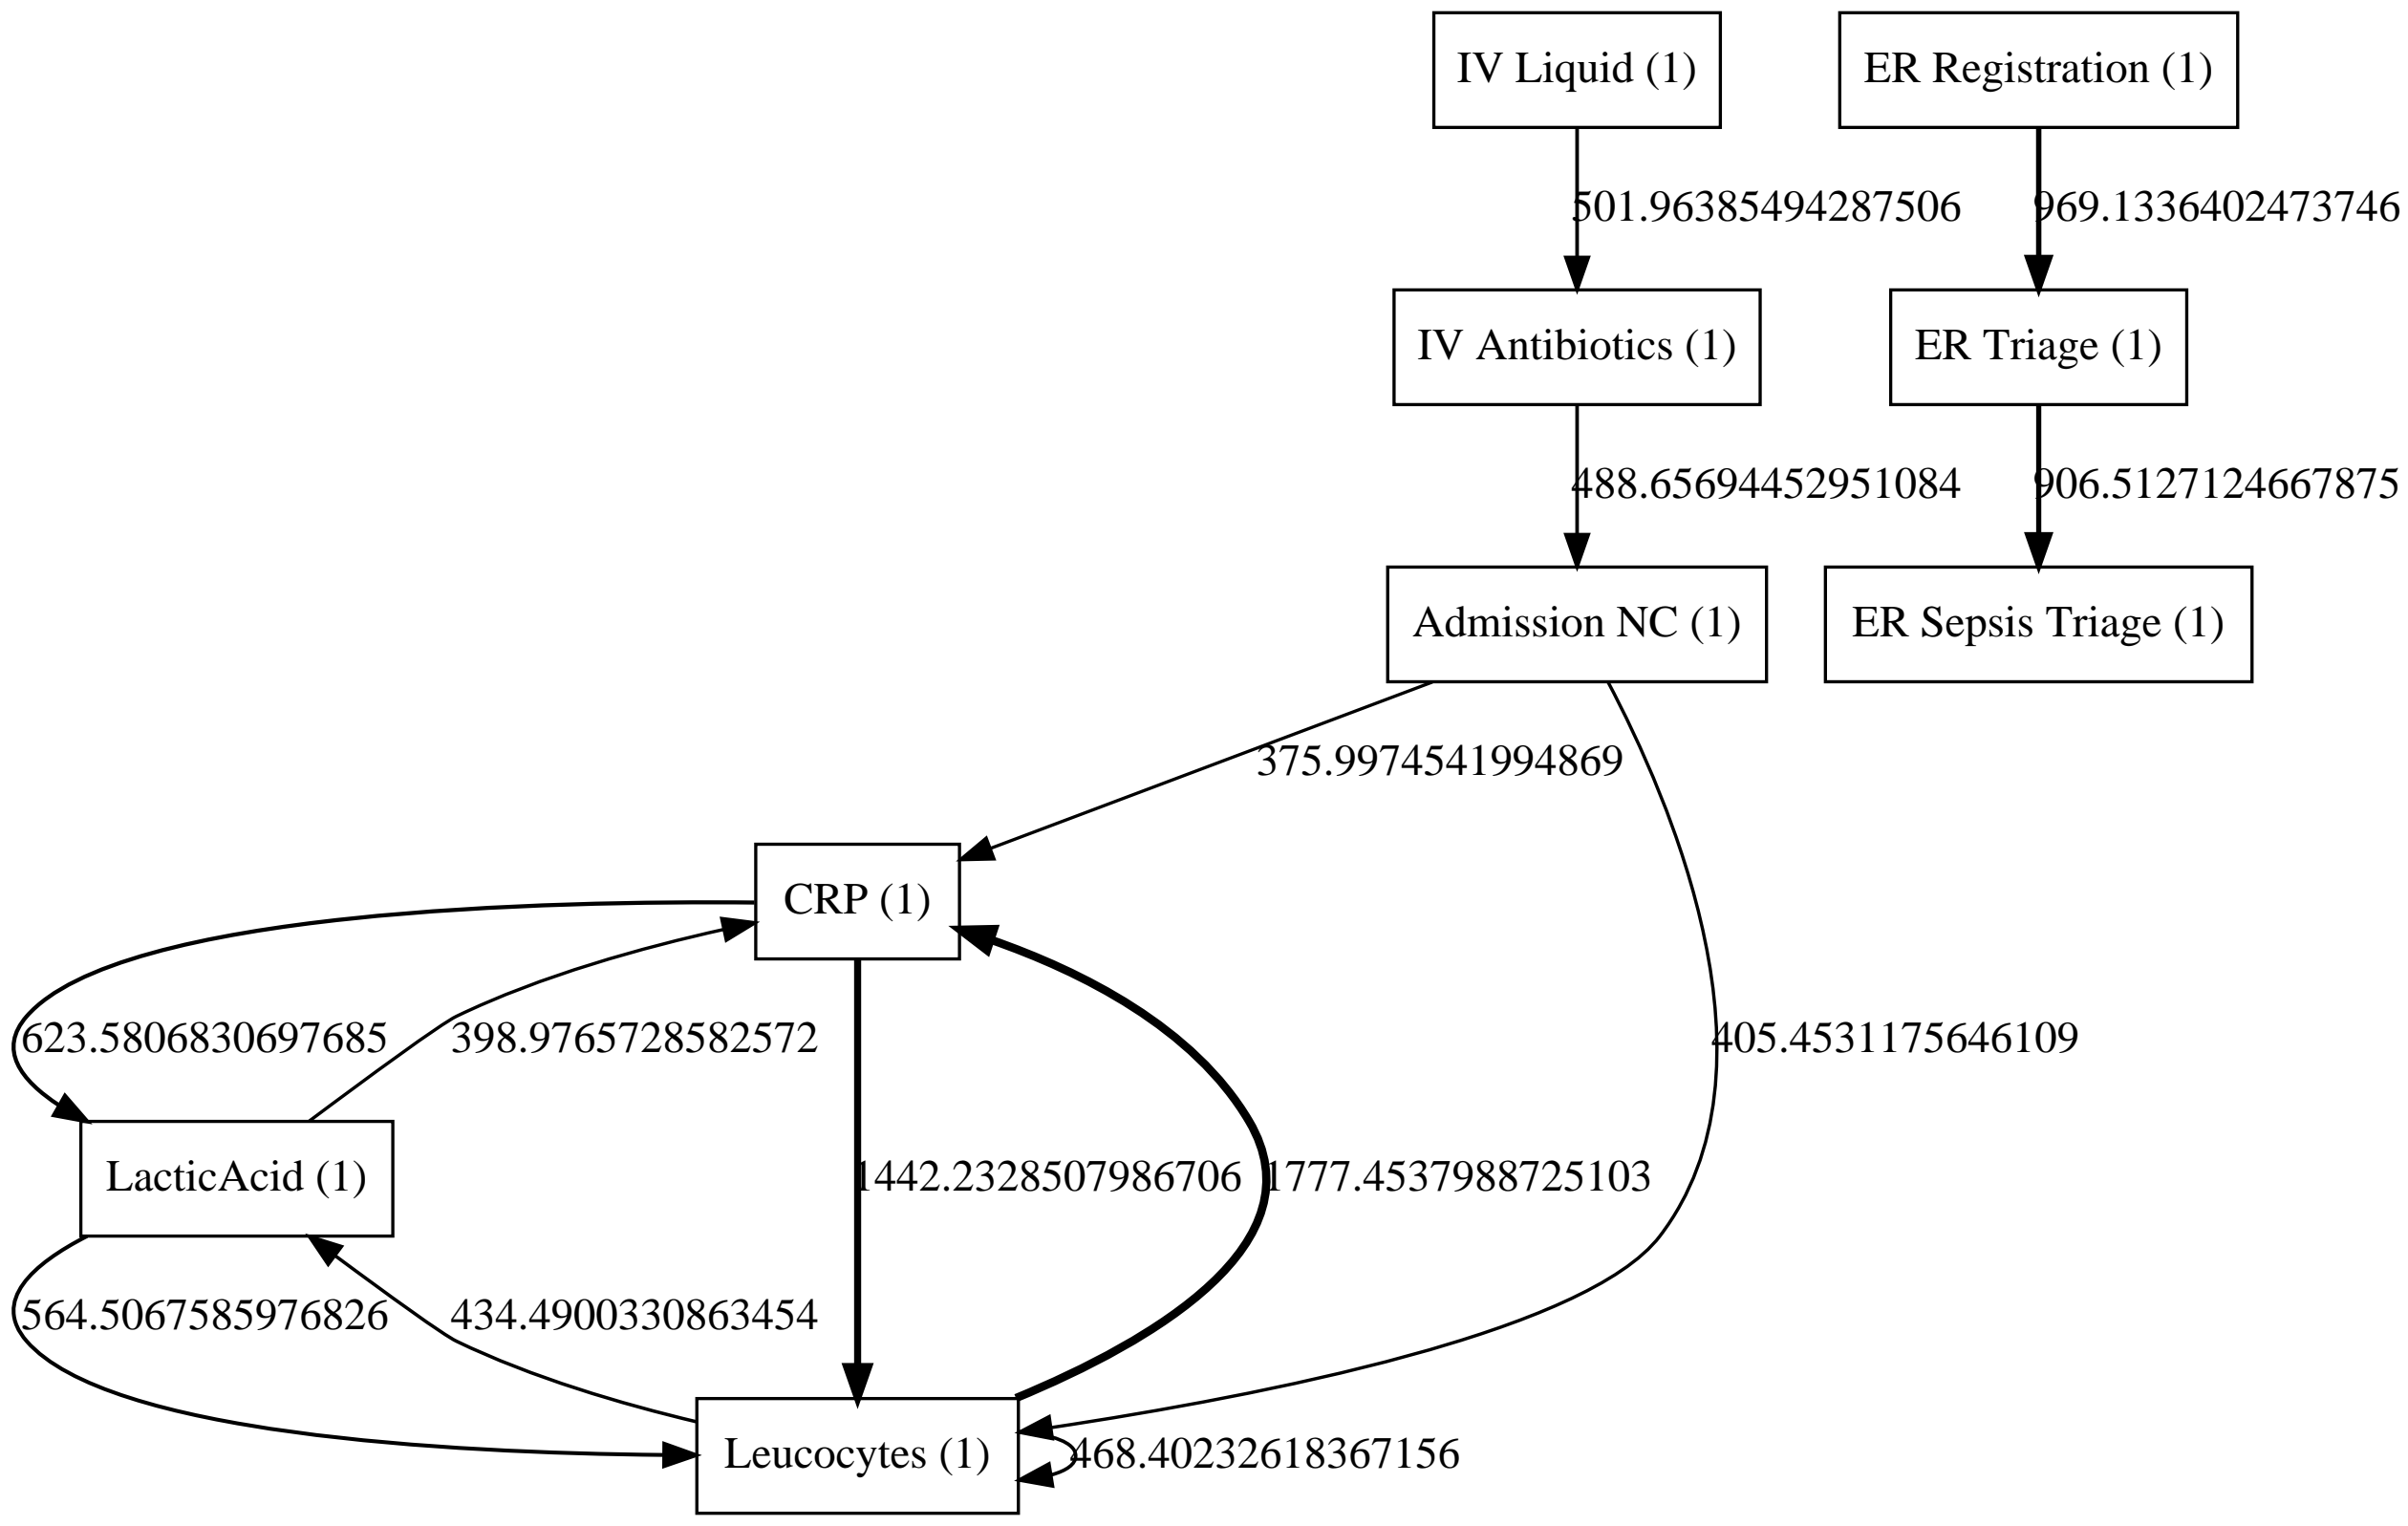 IV Liquid (1)
ER Registration (1)
501.96385494287506
969.1336402473746
IV Antibiotics (1)
ER Triage (1)
488.65694452951084
906.5127124667875
Admission NC (1)
ER Sepsis Triage (1)
375.9974541994869
CRP (1)
623.5806830697685
398.9765728582572
405.4531175646109
LacticAcid (1)
1442.2328507986706
1777.4537988725103
564.5067585976826
434.4900330863454
Leucocytes (1)
468.40232618367156